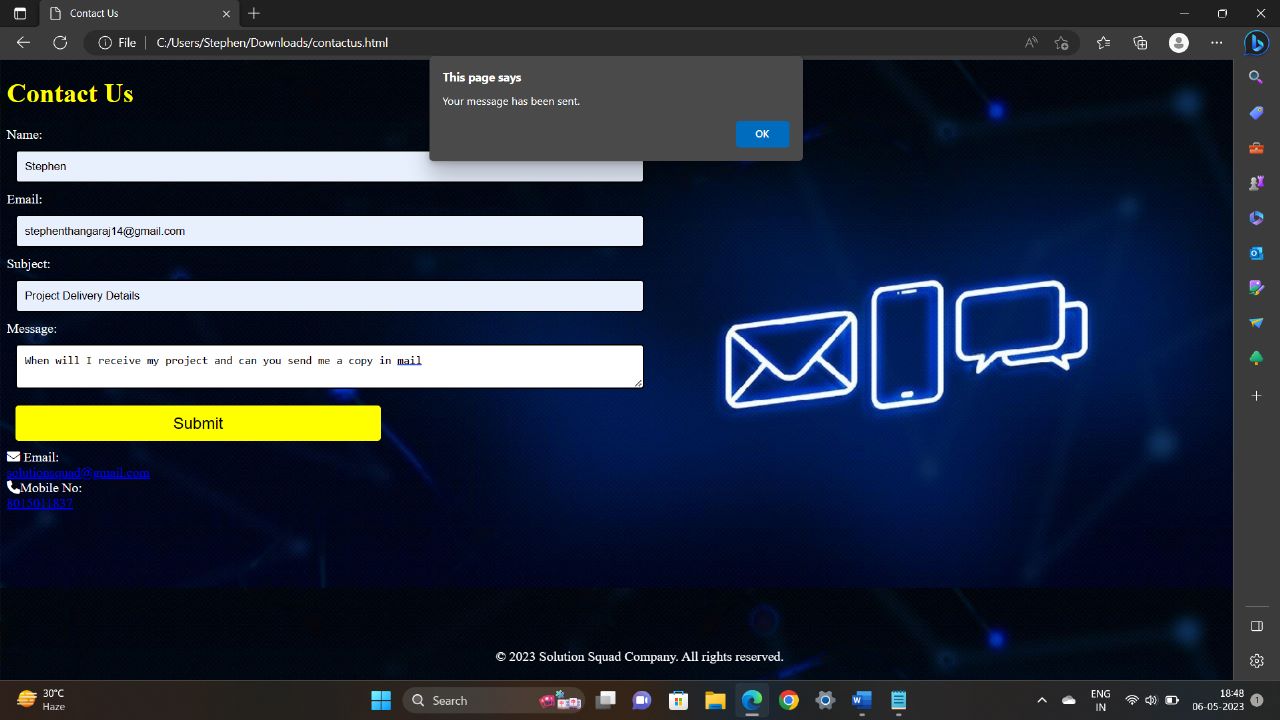 Contact Us
File
C:/Users/Stephen/Downloads/contactus.html
This page says
Your message has been sent.
OK
Contact Us
Name:
Stephen
Email:
stephenthangaraj14@gmail.com
Subject:
Project Delivery Details
Message:
When will I receive my project and can you send me a copy in mail
Submit
Email:
solutionsquad@gmail.com
Mobile No:
8015011837
© 2023 Solution Squad Company. All rights reserved.
30°C
Haze
Search
ENG
IN
18:48
06-05-2023
1